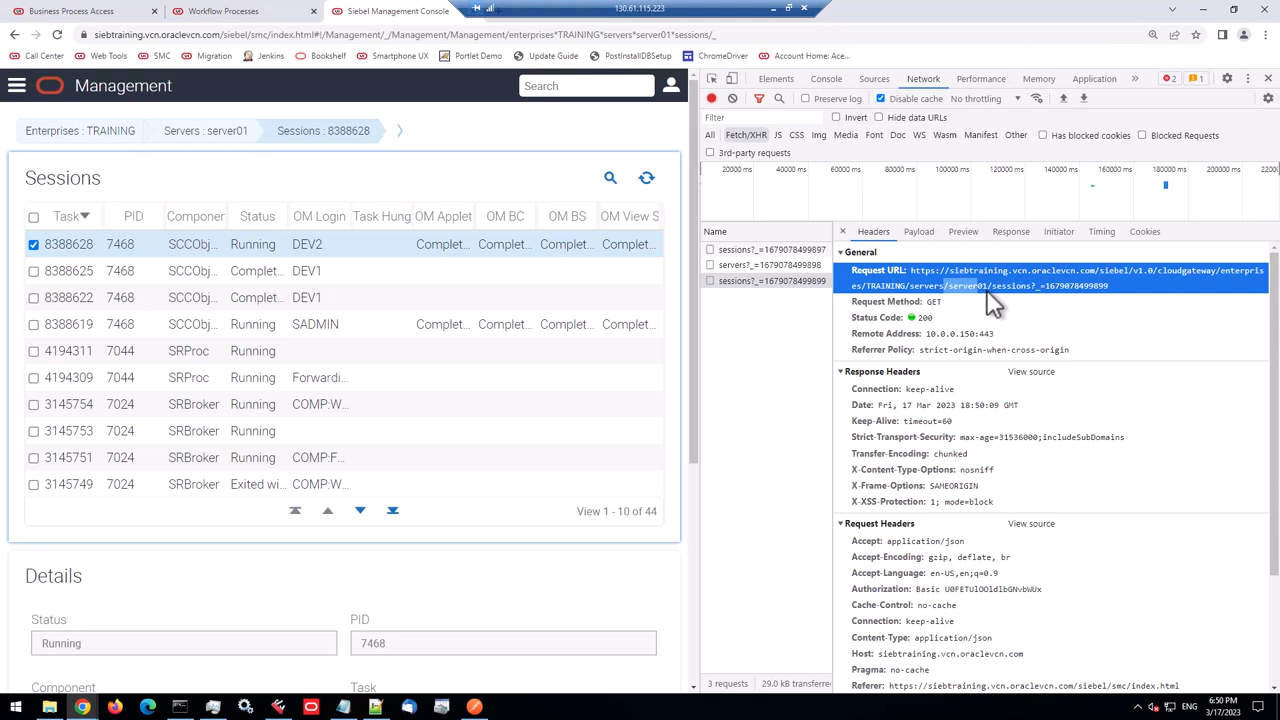 Business Process Access
Workflow Processes
Siebel Management Console
130.61.115.223
siebtraining.vcn.oraclevcn.com/siebel/smc/index.html#!/Management/_/Management/Management/enterprises*TRAINING*servers*server01*sessions/_
Call Center
Web Tools
SMC
Migration
Jenkins
Bookshelf
Smartphone UX
Portlet Demo
Update Guide
PostInstallDBSetup
ChromeDriver
Account Home: Ace...
Management
Search
Enterprises : TRAINING
Servers : server01
Sessions : 8388628
Sessions
Task PID Componer Status OM Login Task Hung OM Applet OM BC OM BS OM View S
8388628 7468 SCCObj... Running DEV2 Complet... Complet... Complet... Complet...
8388625 7468 SCCObj... Complet... DEV1
8388622 7468 SCCObj... Complet... DEV1
8388619 7468 SCCObj... Running SADMIN Complet... Complet... Complet... Complet...
4194311 7044 SRProc Running
4194309 7044 SRProc Running Forwardi...
3145754 7024 SRBroker Running COMP:W...
3145753 7024 SRBroker Running
3145751 7024 SRBroker Running COMP:F...
3145749 7024 SRBroker Exited wi... COMP:W...
View 1 - 10 of 44
Details
Status
Running
PID
7468
Component
Task
Elements Console Sources Network Performance Memory Application » 2 1
Preserve log Disable cache No throttling
Filter
Invert Hide data URLs
All Fetch/XHR JS CSS Img Media Font Doc WS Wasm Manifest Other Has blocked cookies Blocked Requests
3rd-party requests
20000 ms 40000 ms 60000 ms 80000 ms 100000 ms 120000 ms 140000 ms 160000 ms 180000 ms 200000 ms 2200
Name
sessions?_=1679078499897
servers?_=1679078499898
sessions?_=1679078499899
3 requests 29.0 kB transferre
Headers Payload Preview Response Initiator Timing Cookies
General
Request URL: https://siebtraining.vcn.oraclevcn.com/siebel/v1.0/cloudgateway/enterpris
es/TRAINING/servers/server01/sessions?_=1679078499899
Request Method: GET
Status Code: 200
Remote Address: 10.0.0.150:443
Referrer Policy: strict-origin-when-cross-origin
Response Headers View source
Connection: keep-alive
Date: Fri, 17 Mar 2023 18:50:09 GMT
Keep-Alive: timeout=60
Strict-Transport-Security: max-age=31536000;includeSubDomains
Transfer-Encoding: chunked
X-Content-Type-Options: nosniff
X-Frame-Options: SAMEORIGIN
X-XSS-Protection: 1; mode=block
Request Headers View source
Accept: application/json
Accept-Encoding: gzip, deflate, br
Accept-Language: en-US,en;q=0.9
Authorization: Basic U0FETUlOOldlbGNvbWUx
Cache-Control: no-cache
Connection: keep-alive
Content-Type: application/json
Host: siebtraining.vcn.oraclevcn.com
Pragma: no-cache
Referer: https://siebtraining.vcn.oraclevcn.com/siebel/smc/index.html
ENG
6:50 PM
3/17/2023